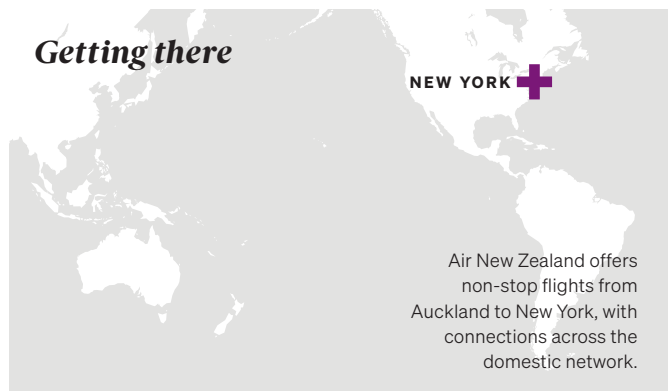 Getting there
NEW YORK
Air New Zealand offers
non-stop flights from
Auckland to New York, with
connections across the
domestic network.